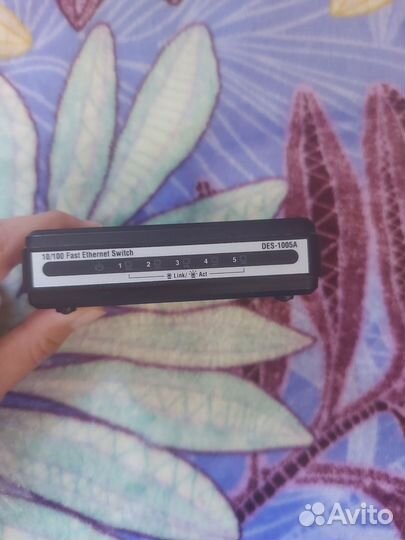 10/100 Fast Ethernet Switch DES-1005A
1 2 3 4 5
Link/ Act
Avito